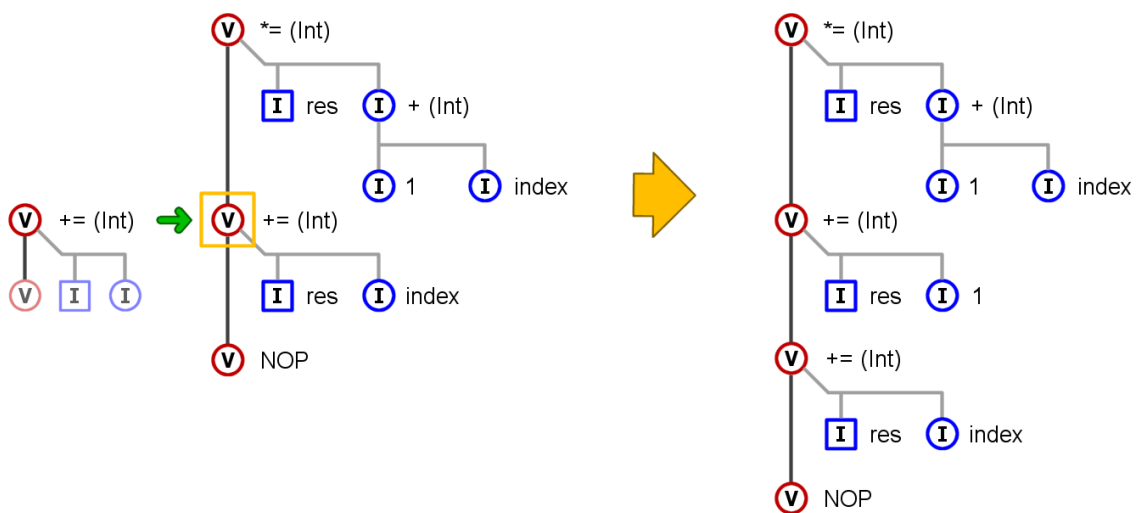 V *= (Int)
I res I + (Int)
I 1 I index
V += (Int)
V I I
V += (Int)
I res I index
V NOP
V *= (Int)
I res I + (Int)
I 1 I index
V += (Int)
I res I 1
V += (Int)
I res I index
V NOP